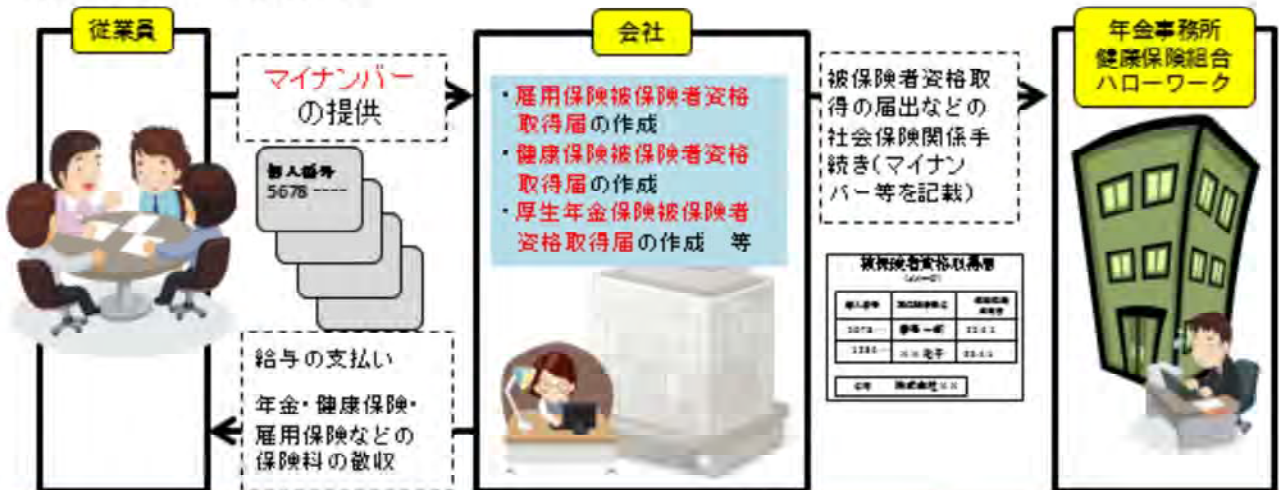 従業員
マイナンバー
の提供
個人番号
5678 ----
給与の支払い
年金・健康保険・
雇用保険などの
保険料の徴収
会社
・雇用保険被保険者資格
取得届の作成
・健康保険被保険者資格
取得届の作成
・厚生年金保険被保険者
資格取得届の作成　等
被保険者資格取
得の届出などの
社会保険関係手
続き(マイナン
バー等を記載)
被保険者資格取得届
個人番号
株式会社××
年金事務所
健康保険組合
ハローワーク